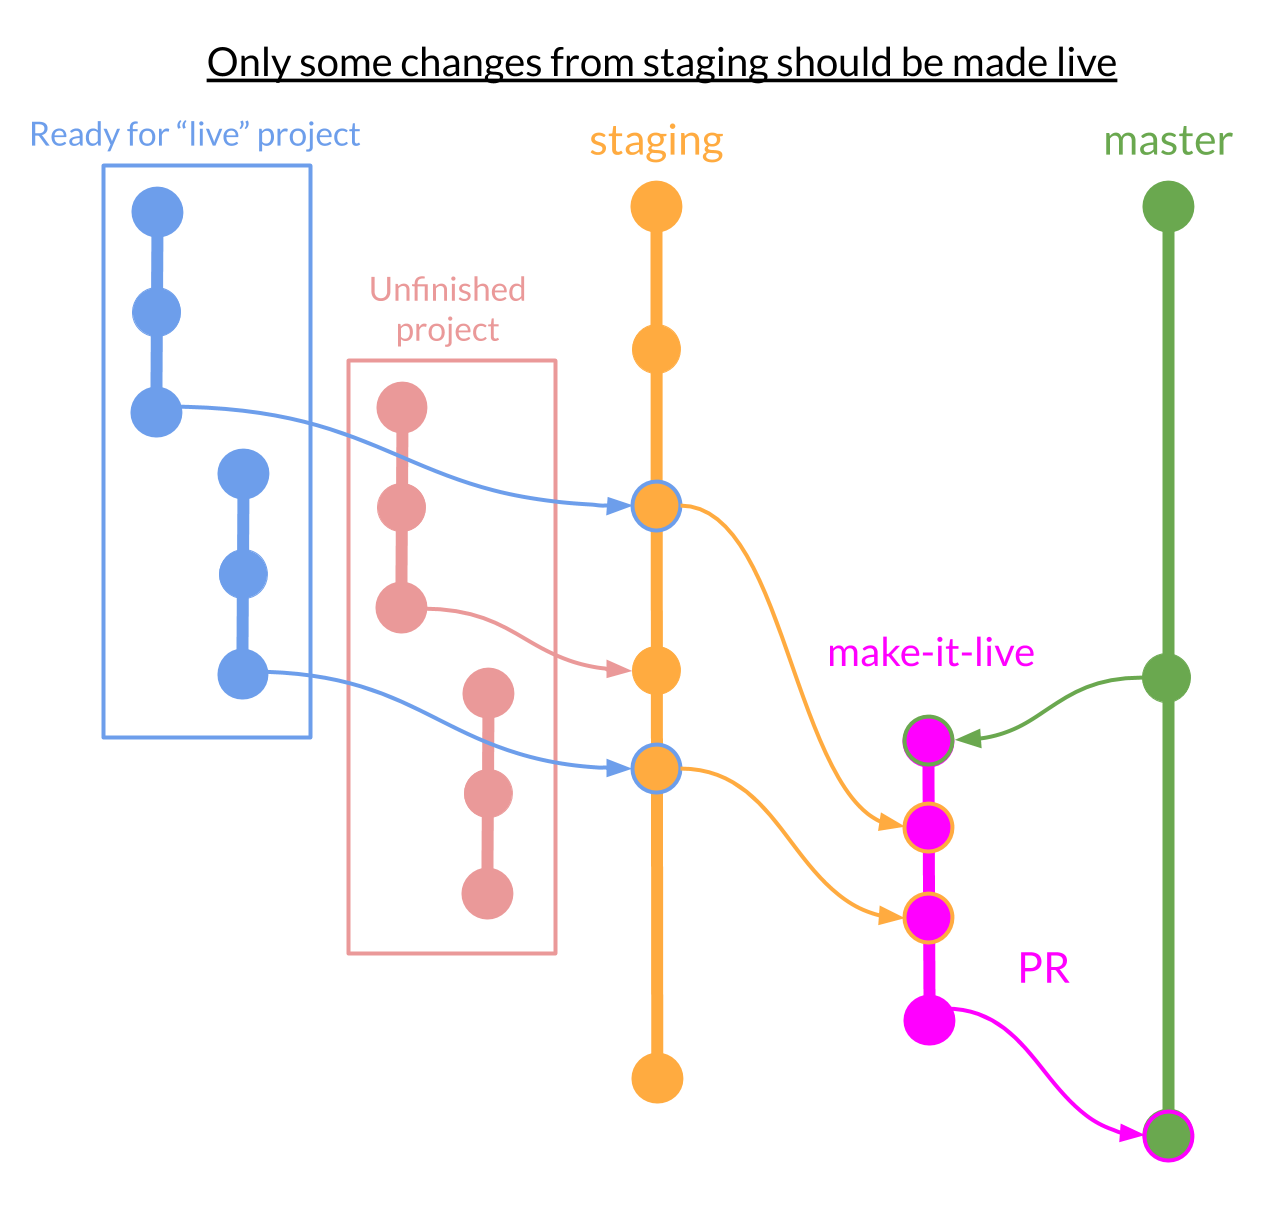 Only some changes from staging should be made live
Ready for “live” project
staging
master
Unfinished
project
make-it-live
PR